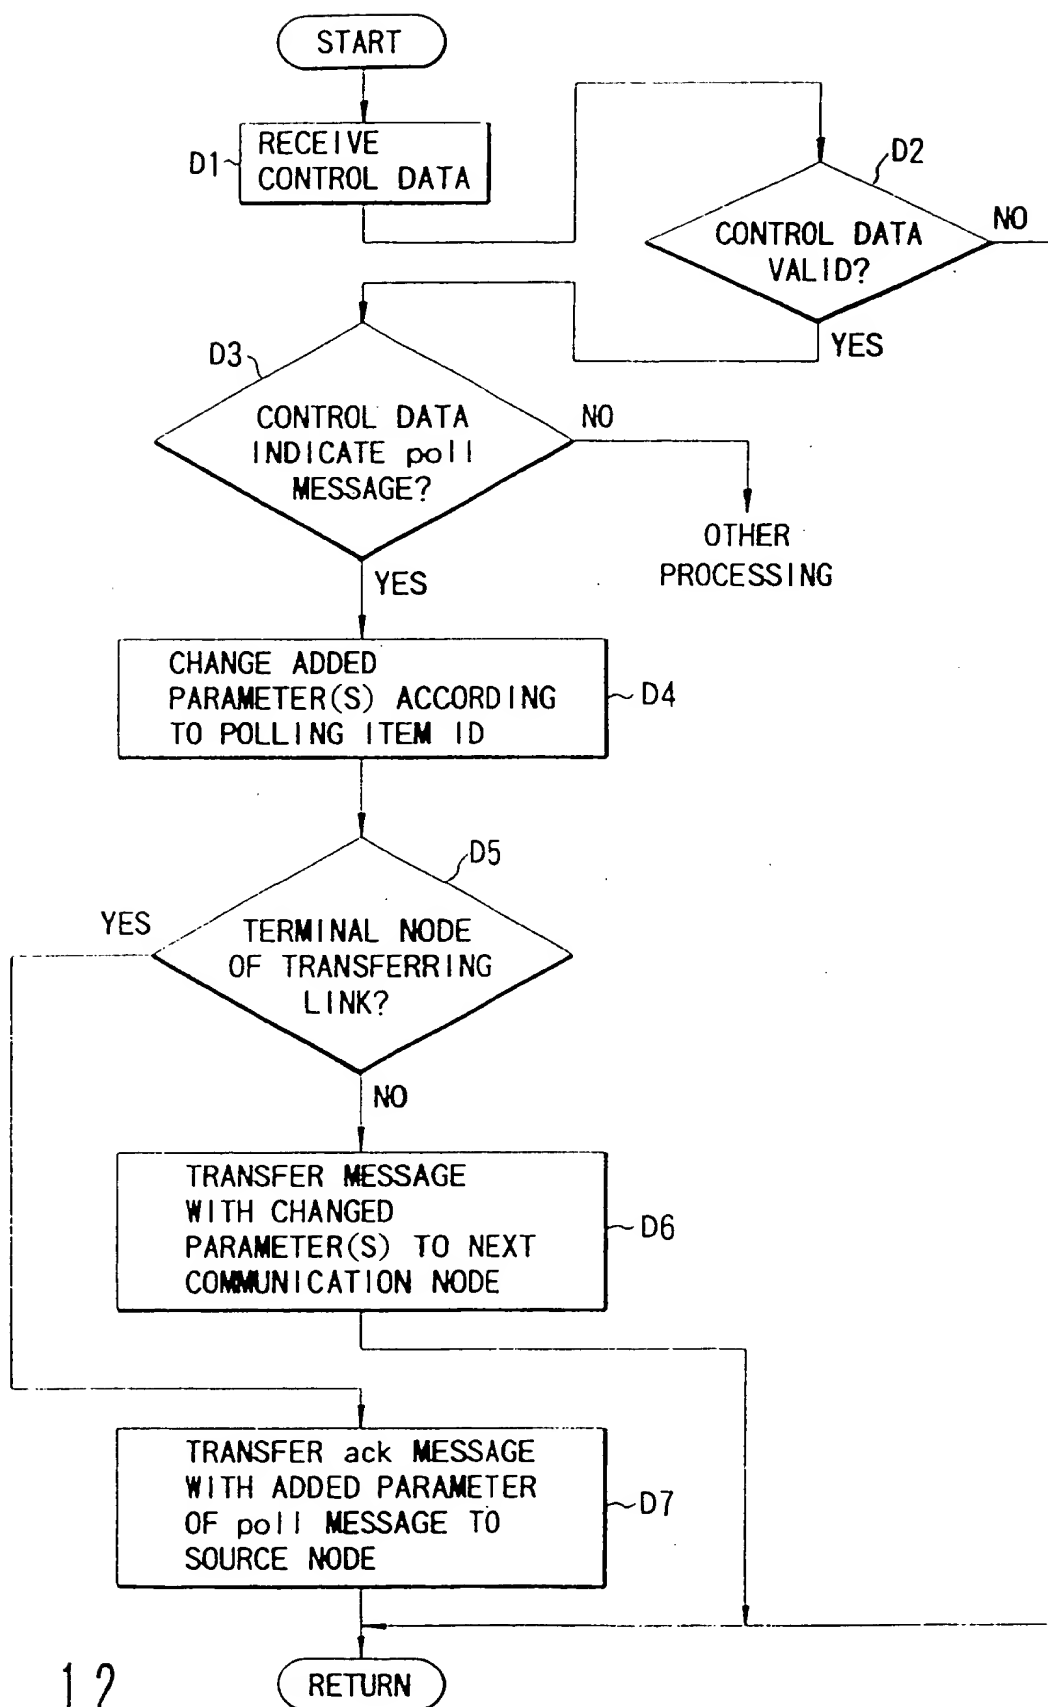 START
D1
RECEIVE
CONTROL DATA
D2
CONTROL DATA
VALID?
NO
YES
D3
CONTROL DATA
INDICATE poll
MESSAGE?
NO
OTHER
PROCESSING
YES
CHANGE ADDED
PARAMETER(S) ACCORDING
TO POLLING ITEM ID
D4
D5
YES
TERMINAL NODE
OF TRANSFERRING
LINK?
NO
TRANSFER MESSAGE
WITH CHANGED
PARAMETER(S) TO NEXT
COMMUNICATION NODE
D6
TRANSFER ack MESSAGE
WITH ADDED PARAMETER
OF poll MESSAGE TO
SOURCE NODE
D7
RETURN
12